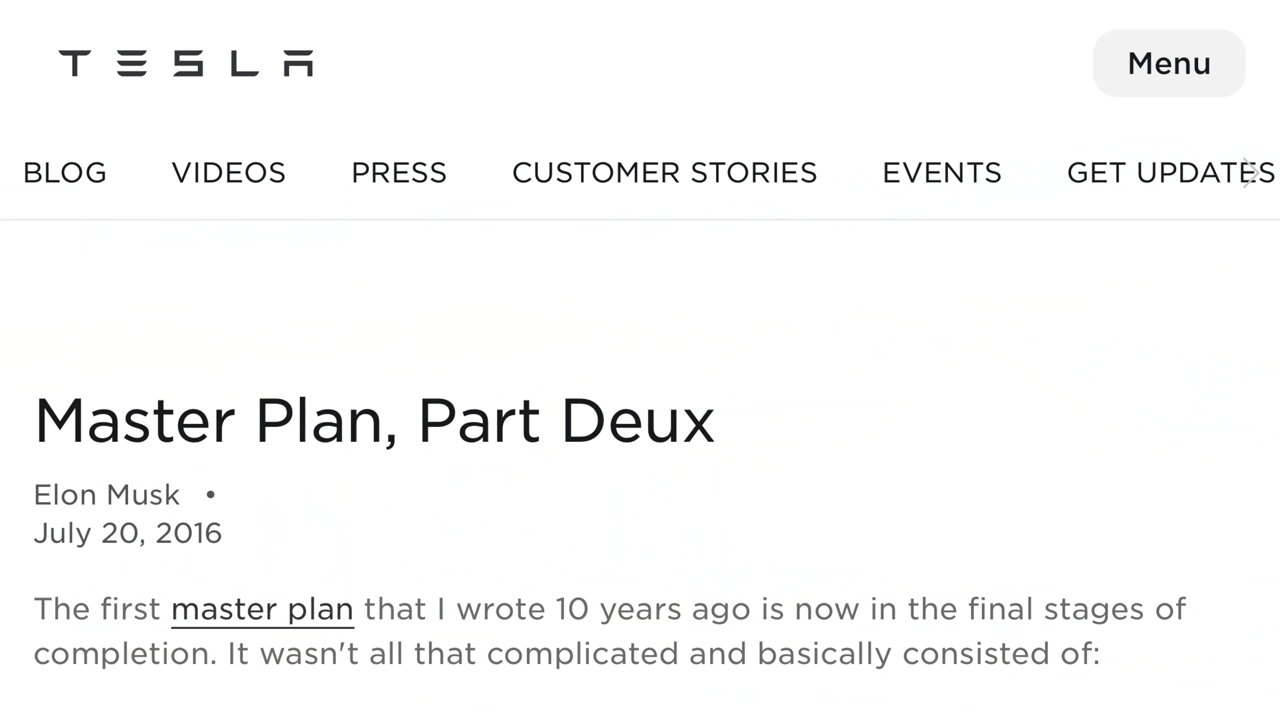 TESLA
Menu
BLOG VIDEOS PRESS CUSTOMER STORIES EVENTS GET UPDATES
Master Plan, Part Deux
Elon Musk •
July 20, 2016
The first master plan that I wrote 10 years ago is now in the final stages of
completion. It wasn't all that complicated and basically consisted of: